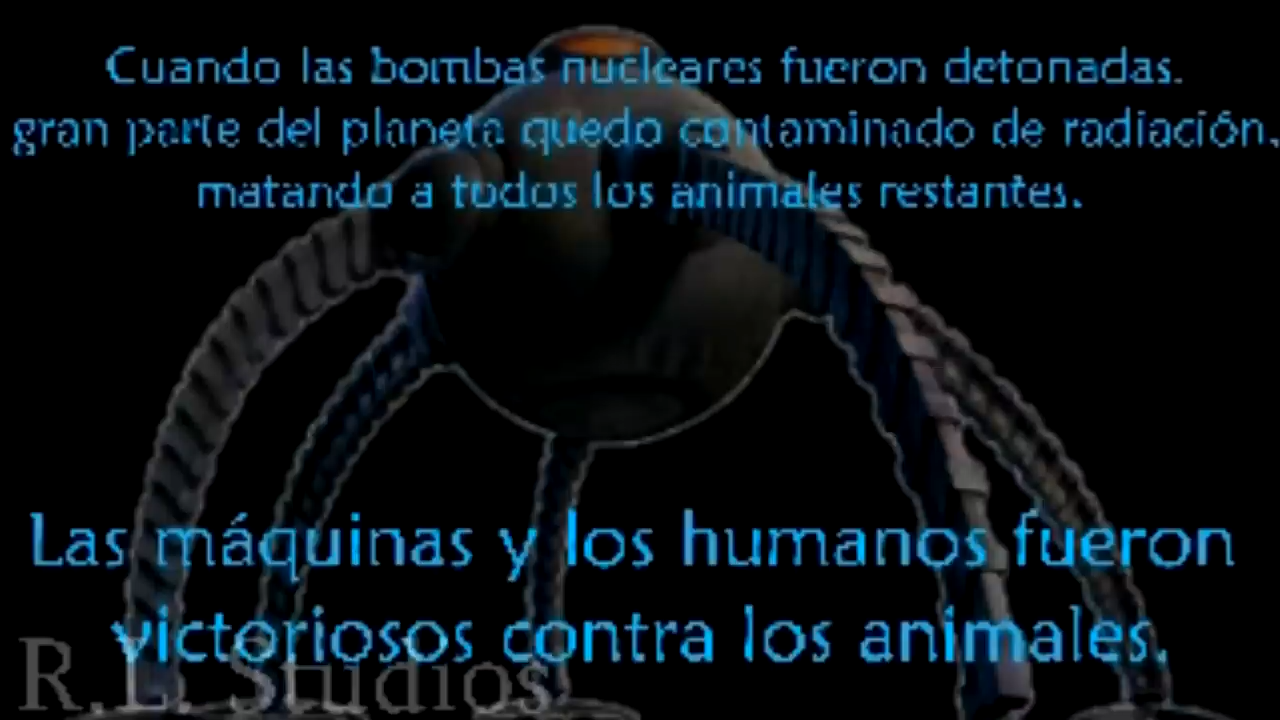 Cuando las bombas nucleares fueron detonadas.
gran parte del planeta quedo contaminado de radiación.
matando a todos los animales restantes.
Las máquinas y los humanos fueron
victoriosos contra los animales.
R.L. Studios